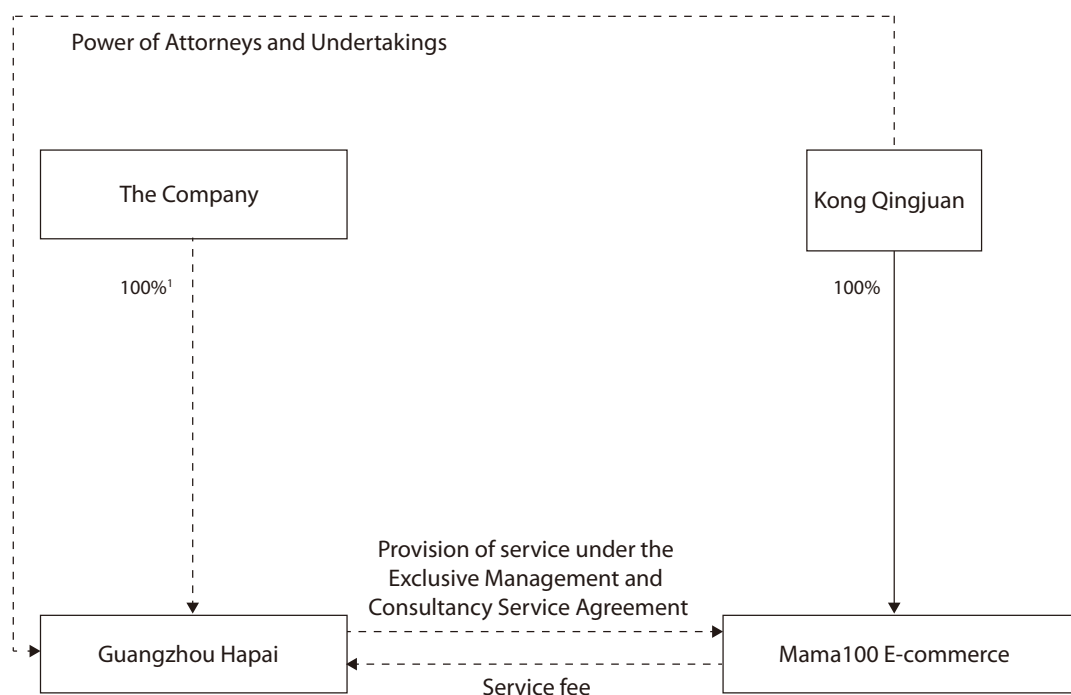 Power of Attorneys and Undertakings
The Company
Kong Qingjuan
100%¹
100%
Provision of service under the
Exclusive Management and
Consultancy Service Agreement
Guangzhou Hapai
Mama100 E-commerce
Service fee